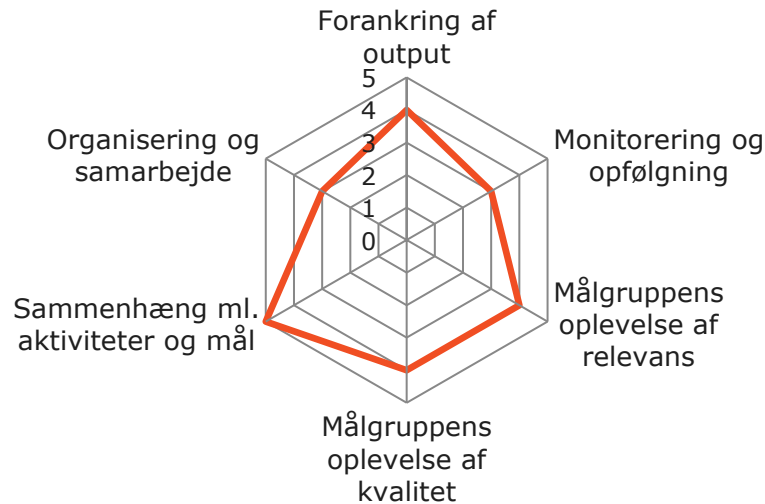 Forankring af
output
5
4
3
2
1
0
Monitorering og
opfølgning
Målgruppens
oplevelse af
relevans
Målgruppens
oplevelse af
kvalitet
Sammenhæng ml.
aktiviteter og mål
Organisering og
samarbejde